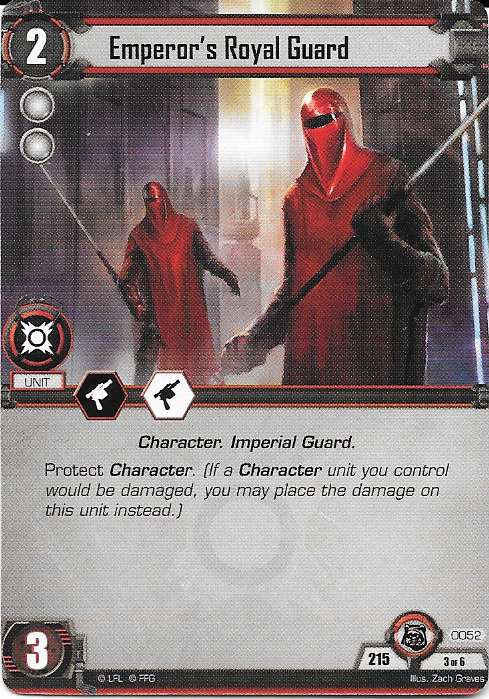 2
Emperor's Royal Guard
UNIT
Character. Imperial Guard.
Protect Character. (If a Character unit you control
would be damaged, you may place the damage on
this unit instead.)
3
215
3 OF 6
0052
© LFL © FFG
Illus. Zach Graves